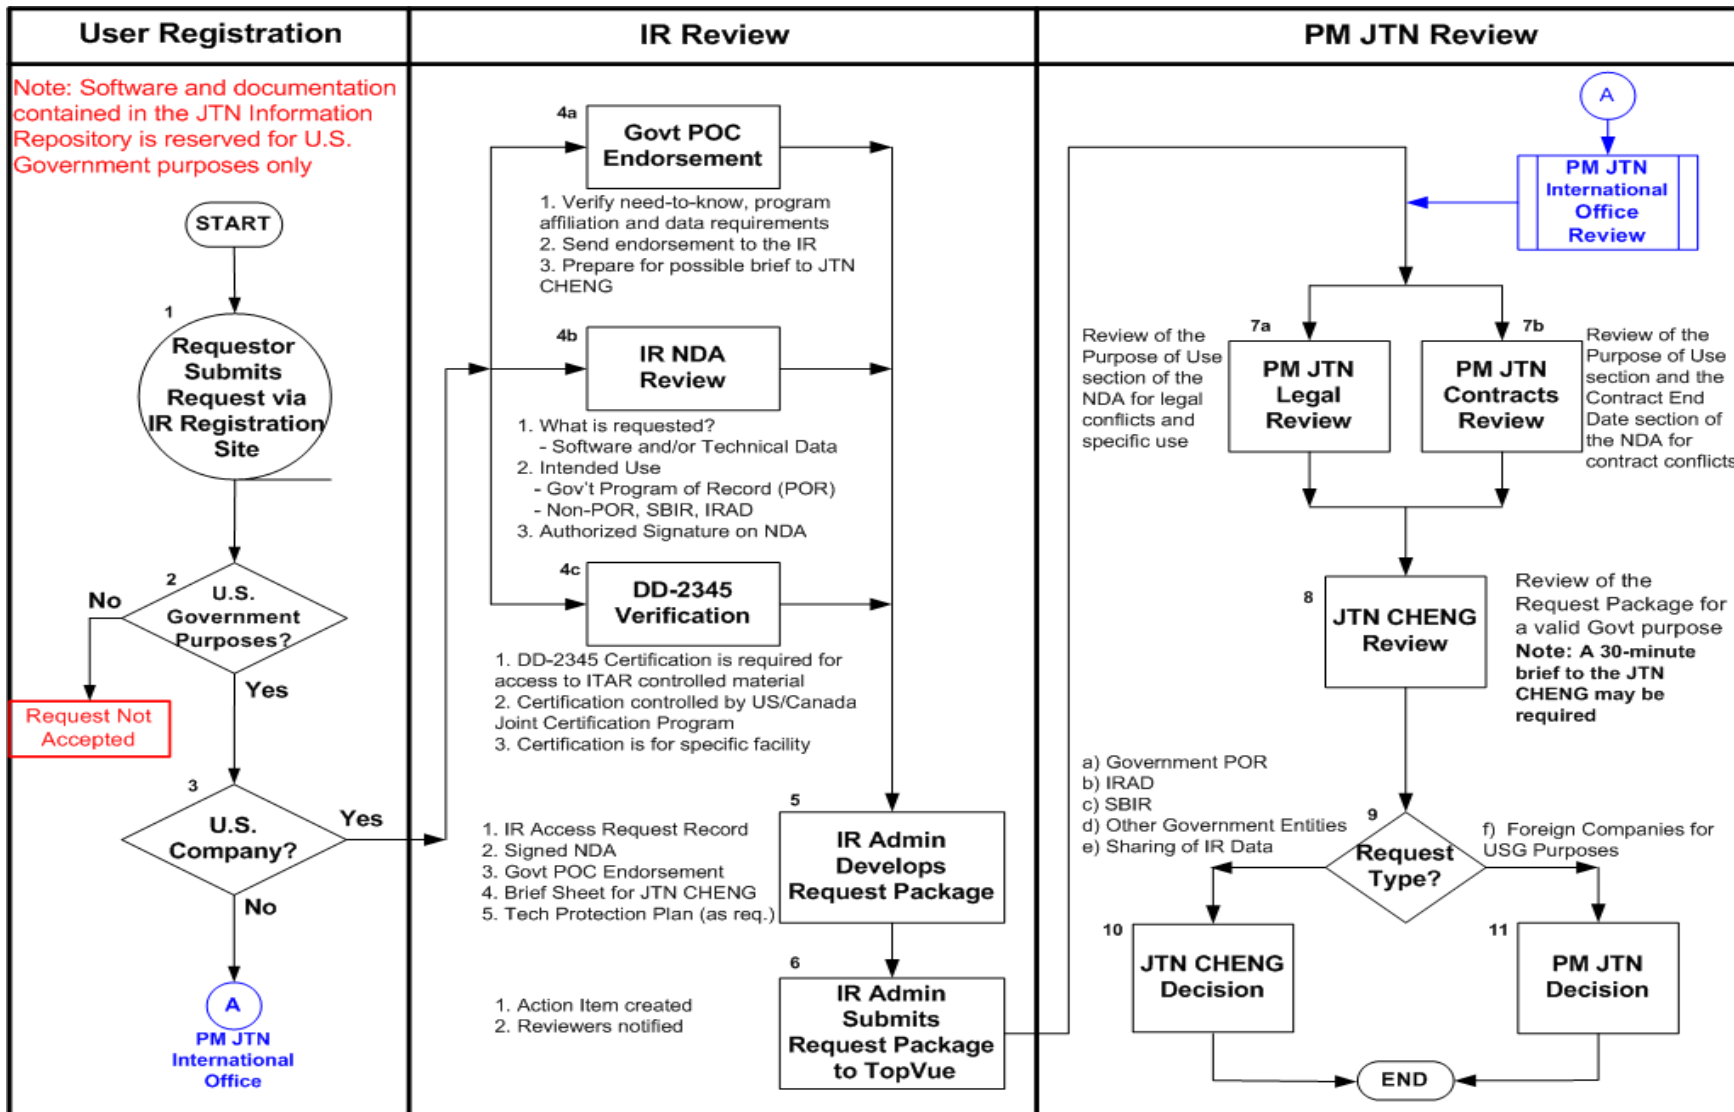 User Registration
IR Review
PM JTN Review
Note: Software and documentation
contained in the JTN Information
Repository is reserved for U.S.
Government purposes only
START
1
Requestor
Submits
Request via
IR Registration
Site
2
U.S.
Government
Purposes?
No
Yes
Request Not
Accepted
3
U.S.
Company?
Yes
No
A
PM JTN
International
Office
4a
Govt POC
Endorsement
1. Verify need-to-know, program
affiliation and data requirements
2. Send endorsement to the IR
3. Prepare for possible brief to JTN
CHENG
4b
IR NDA
Review
1. What is requested?
- Software and/or Technical Data
2. Intended Use
- Gov't Program of Record (POR)
- Non-POR, SBIR, IRAD
3. Authorized Signature on NDA
4c
DD-2345
Verification
1. DD-2345 Certification is required for
access to ITAR controlled material
2. Certification controlled by US/Canada
Joint Certification Program
3. Certification is for specific facility
5
IR Admin
Develops
Request Package
1. IR Access Request Record
2. Signed NDA
3. Govt POC Endorsement
4. Brief Sheet for JTN CHENG
5. Tech Protection Plan (as req.)
6
IR Admin
Submits
Request Package
to TopVue
1. Action Item created
2. Reviewers notified
A
PM JTN
International
Office
Review
7a
PM JTN
Legal
Review
Review of the
Purpose of Use
section of the
NDA for legal
conflicts and
specific use
7b
PM JTN
Contracts
Review
Review of the
Purpose of Use
section and the
Contract End
Date section of
the NDA for
contract conflicts
8
JTN CHENG
Review
Review of the
Request Package for
a valid Govt purpose
Note: A 30-minute
brief to the JTN
CHENG may be
required
a) Government POR
b) IRAD
c) SBIR
d) Other Government Entities
e) Sharing of IR Data
9
Request
Type?
f) Foreign Companies for
USG Purposes
10
JTN CHENG
Decision
11
PM JTN
Decision
END